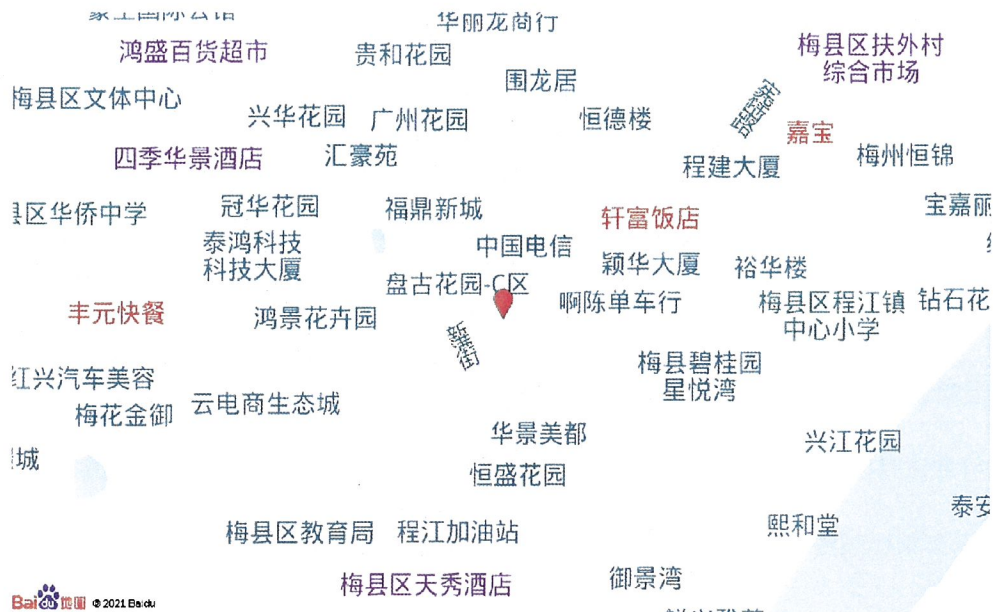 华丽龙商行
鸿盛百货超市
贵和花园
梅县区扶外村
综合市场
围龙居
梅县区文体中心
兴华花园
广州花园
恒德楼
嘉宝
四季华景酒店
汇豪苑
程建大厦
梅州恒锦
县区华侨中学
冠华花园
福鼎新城
轩富饭店
宝嘉丽
泰鸿科技
科技大厦
中国电信
颖华大厦
裕华楼
盘古花园-C区
啊陈单车行
梅县区程江镇
中心小学
钻石花
丰元快餐
鸿景花卉园
梅县碧桂园
星悦湾
红兴汽车美容
梅花金御
云电商生态城
华景美都
兴江花园
城
恒盛花园
泰安
梅县区教育局
程江加油站
熙和堂
梅县区天秀酒店
御景湾
Bai du 地图 © 2021 Baidu